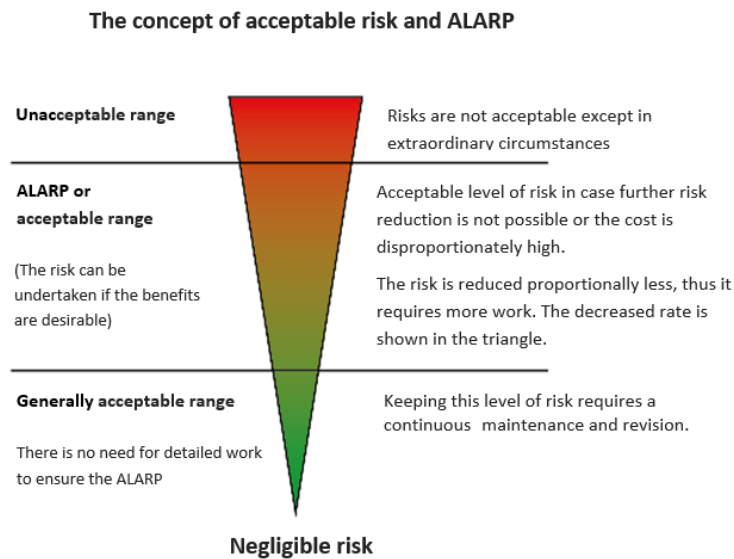 The concept of acceptable risk and ALARP
Unacceptable range
Risks are not acceptable except in
extraordinary circumstances
ALARP or
acceptable range
(The risk can be
undertaken if the benefits
are desirable)
Acceptable level of risk in case further risk
reduction is not possible or the cost is
disproportionately high.
The risk is reduced proportionally less, thus it
requires more work. The decreased rate is
shown in the triangle.
Generally acceptable range
There is no need for detailed work
to ensure the ALARP
Keeping this level of risk requires a
continuous maintenance and revision.
Negligible risk